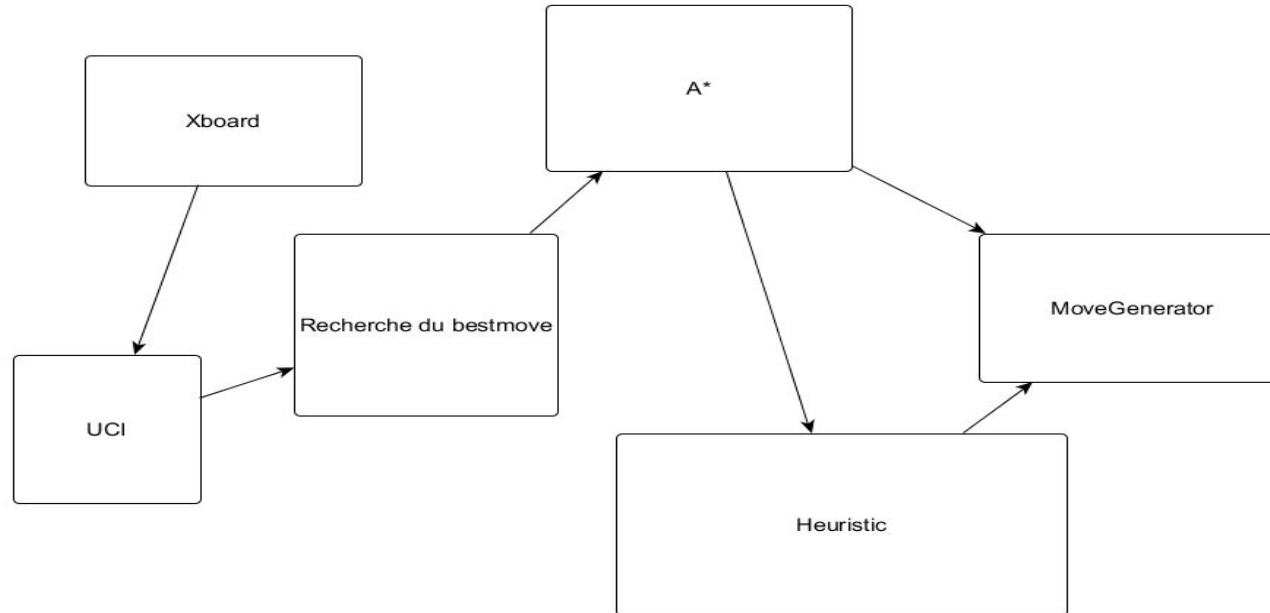 A*
Xboard
MoveGenerator
Recherche du bestmove
UCI
Heuristic